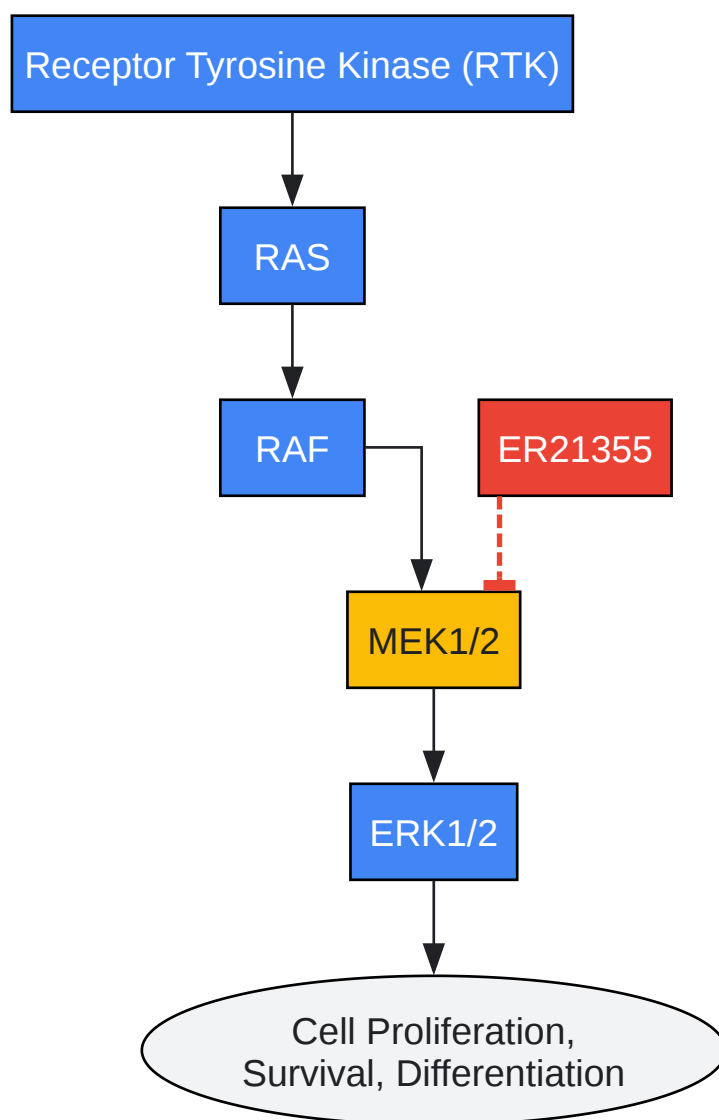 Receptor Tyrosine Kinase (RTK)
RAS
RAF
ER21355
MEK1/2
ERK1/2
Cell Proliferation,
Survival, Differentiation